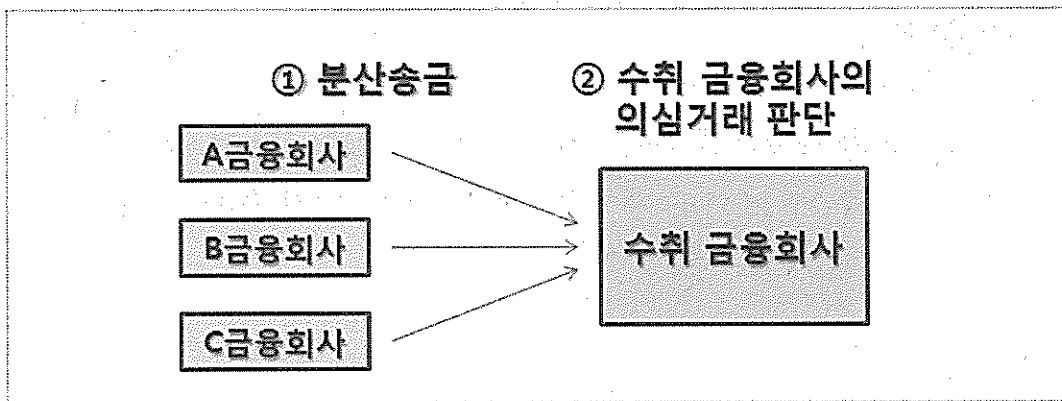 ① 분산송금
② 수취 금융회사의
의심거래 판단
A금융회사
B금융회사
C금융회사
수취 금융회사